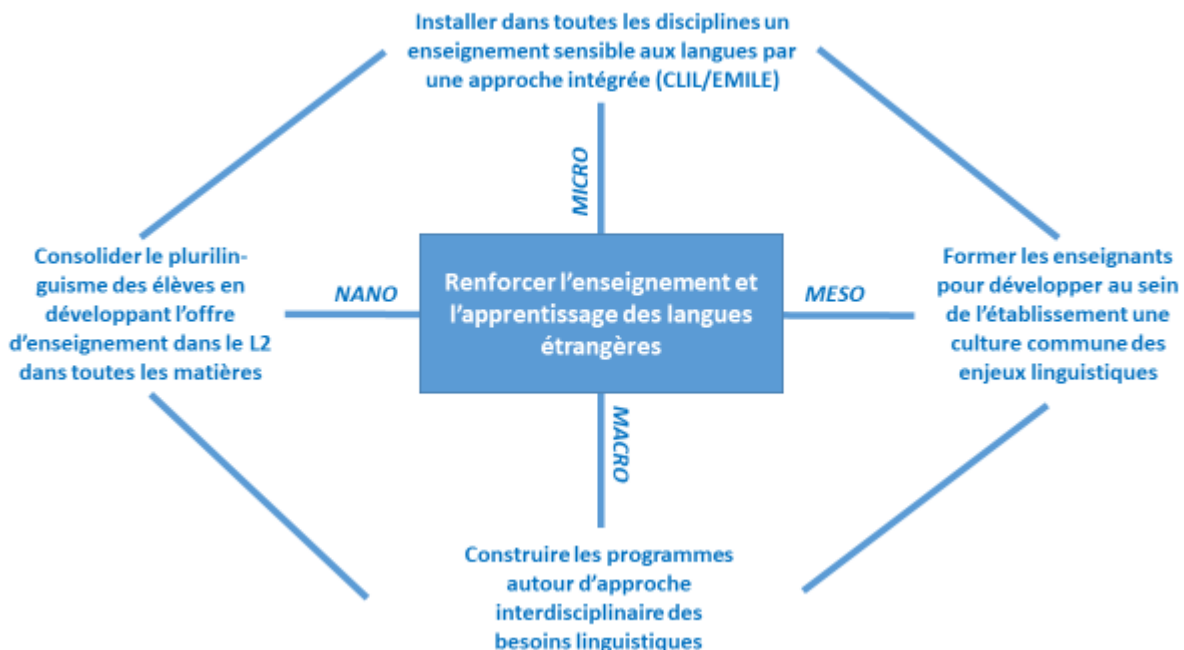 Installer dans toutes les disciplines un
enseignement sensible aux langues par
une approche intégrée (CLIL/EMILE)
MICRO
Consolider le plurilin-
guisme des élèves en
développant l'offre
d'enseignement dans le L2
dans toutes les matières
NANO
Renforcer l'enseignement et
l'apprentissage des langues
étrangères
MESO
Former les enseignants
pour développer au sein
de l'établissement une
culture commune des
enjeux linguistiques
MACRO
Construire les programmes
autour d'approche
interdisciplinaire des
besoins linguistiques